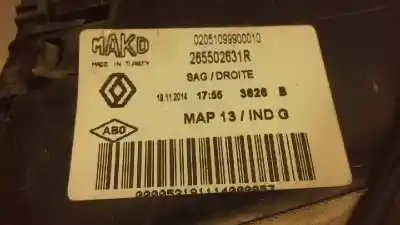 MAKO
MADE IN TURKEY
02051099900010
265502631R
SAG / DROITE
19.11.2014 17:55 3626 B
ABO
MAP 13 / IND G